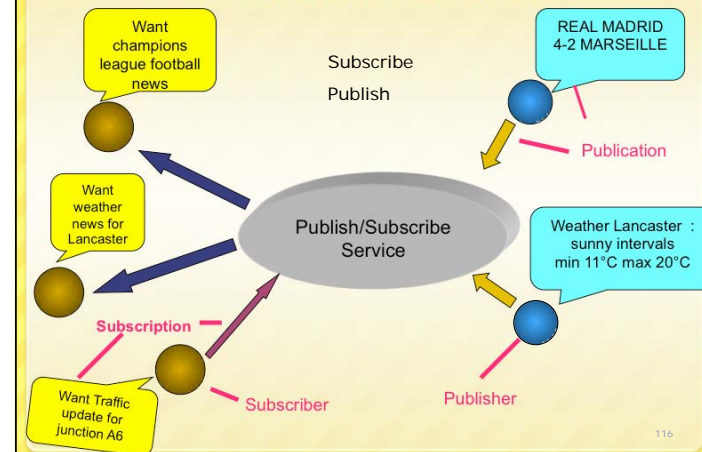 Want
champions
league football
news
Subscribe
Publish
REAL MADRID
4-2 MARSEILLE
Publication
Want
weather
news for
Lancaster
Publish/Subscribe
Service
Weather Lancaster :
sunny intervals
min 11°C max 20°C
Subscription
Want Traffic
update for
junction A6
Subscriber
Publisher
116